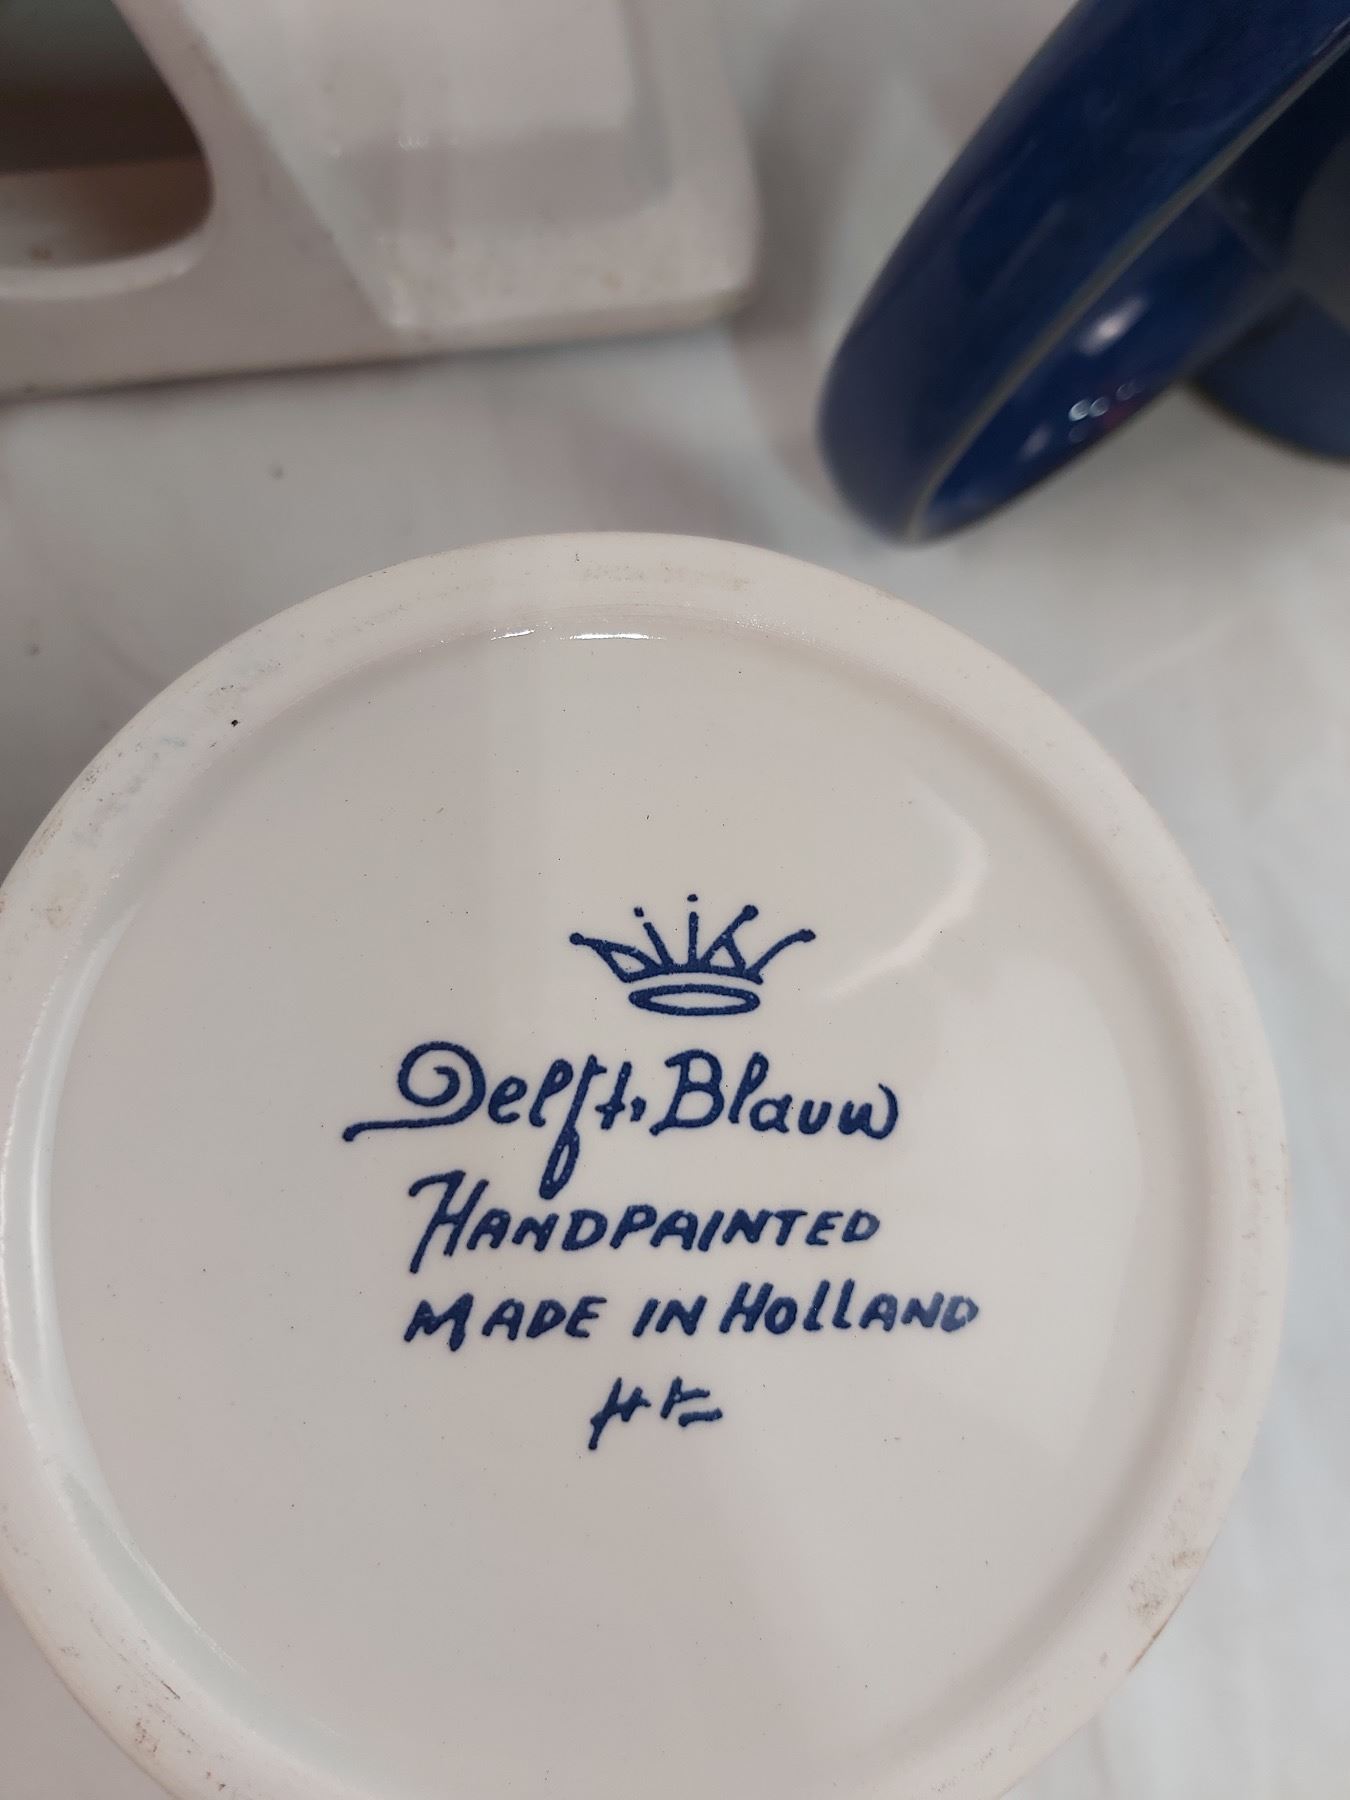 Delft, Blauw
HANDPAINTED
MADE IN HOLLAND